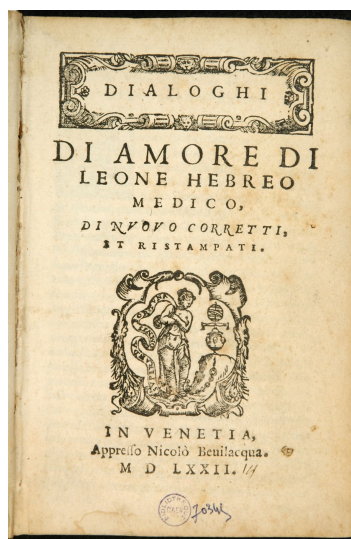 DIALOGHI
DI AMORE DI
LEONE HEBREO
MEDICO,
DI NVOVO CORRETTI,
ET RISTAMPATI.
IN VENETIA,
Appresso Nicolò Beuilacqua.
M D LXXII.